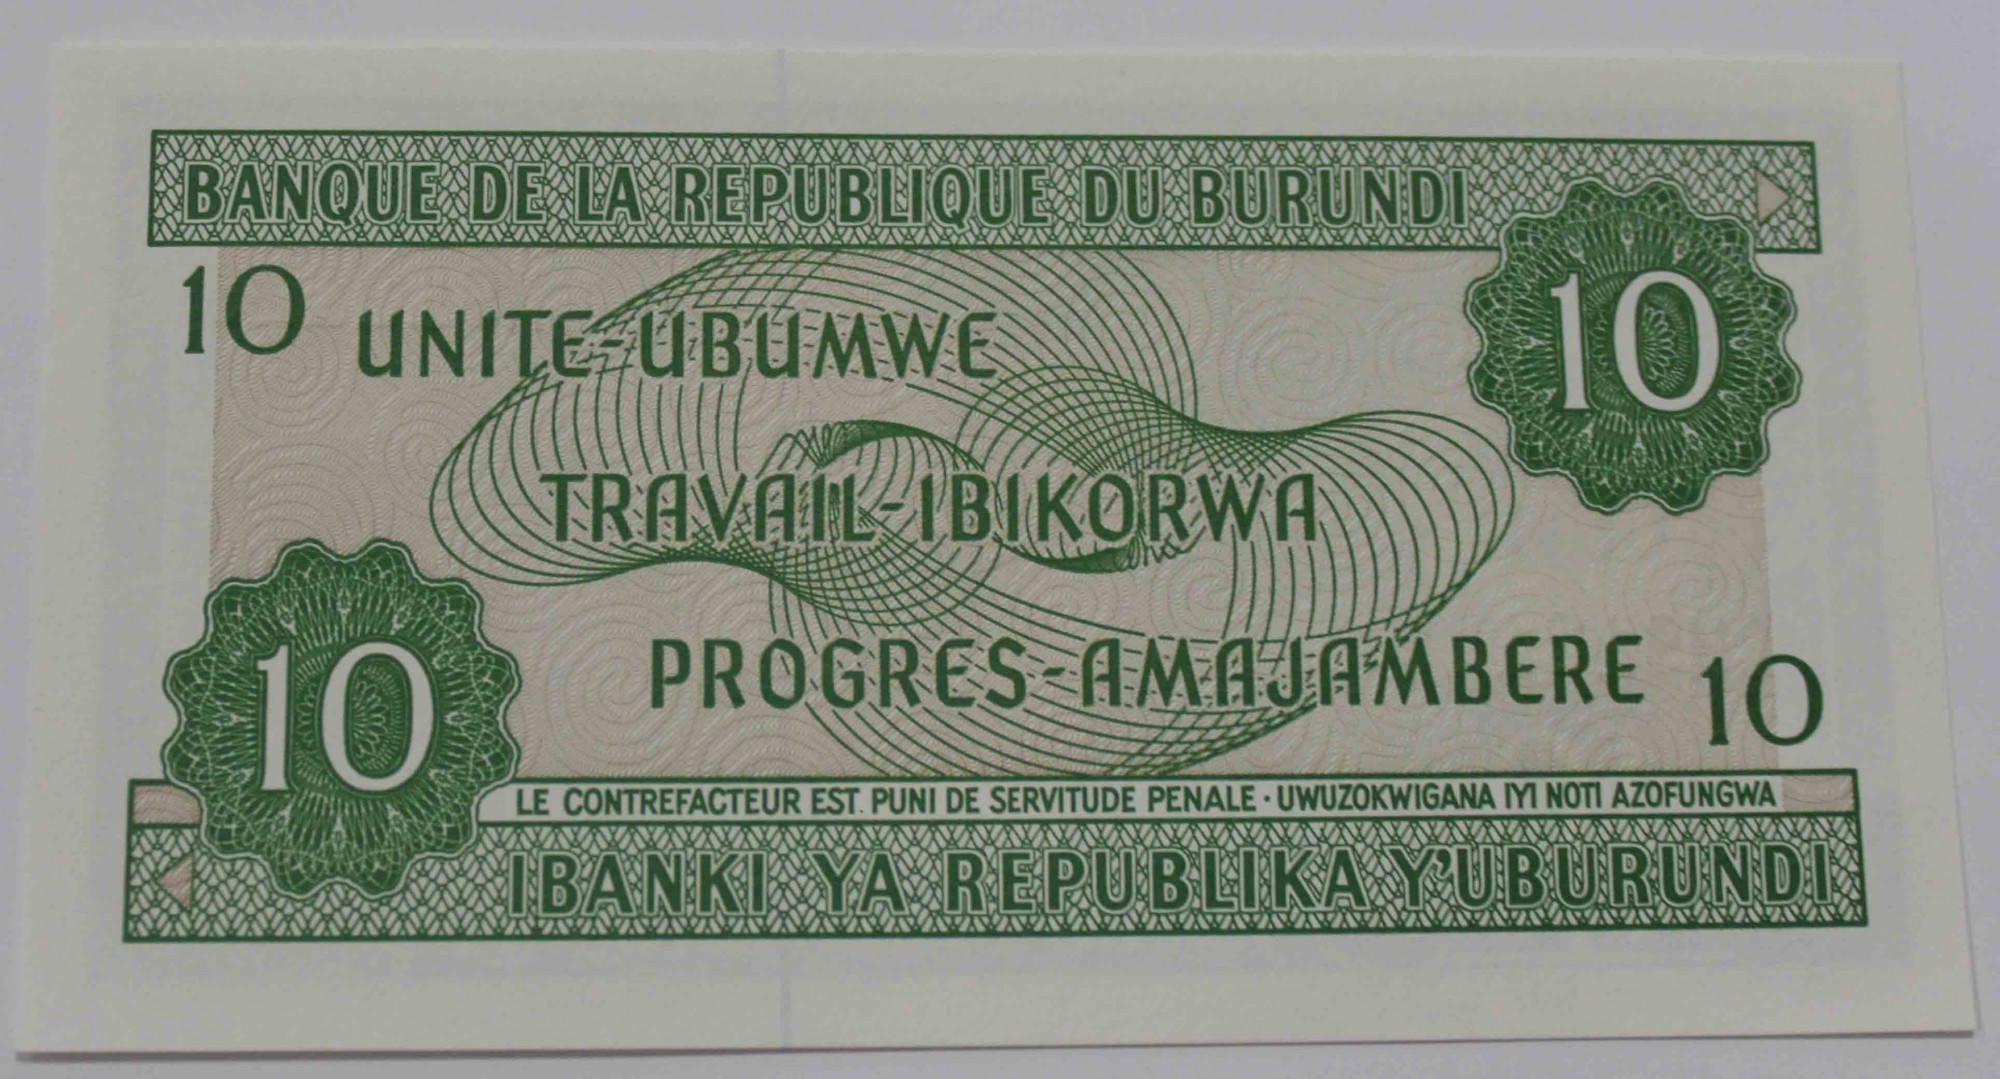 BANQUE DE LA REPUBLIQUE DU BURUNDI
10
10
UNITE-UBUMWE
TRAVAIL-IBIKORWA
PROGRES-AMAJAMBERE
10
10
LE CONTREFACTEUR EST. PUNI DE SERVITUDE PENALE · UWUZOKWIGANA IYI NOTI AZOFUNGWA
IBANKI YA REPUBLIKA Y'UBURUNDI